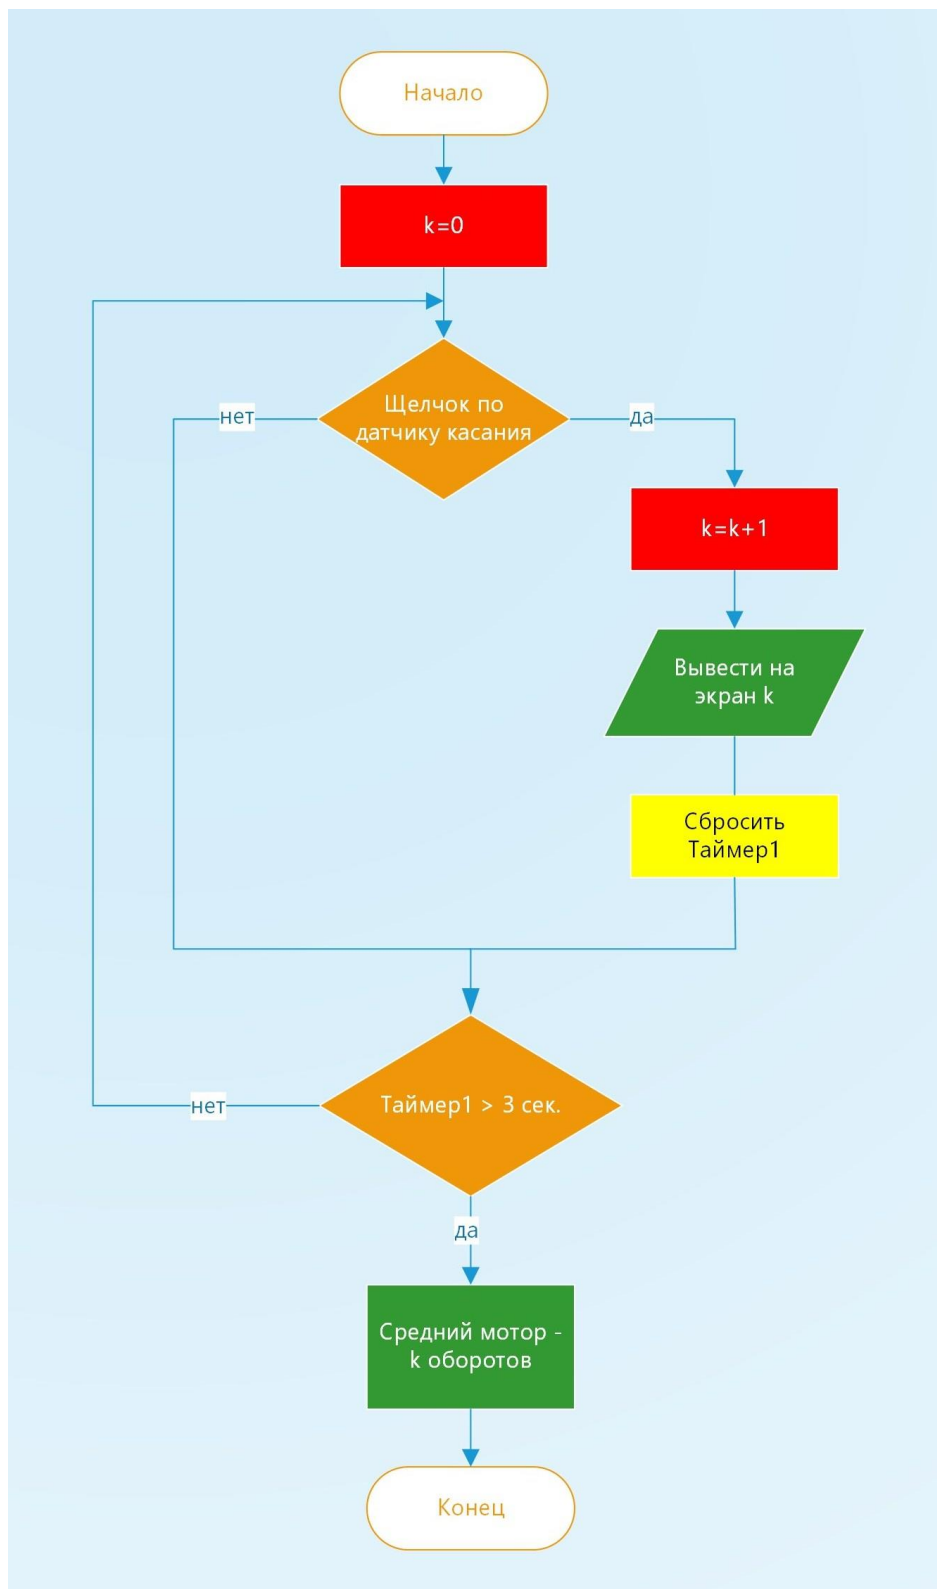 Начало
k=0
Щелчок по
датчику касания
нет
да
k=k+1
Вывести на
экран k
Сбросить
Таймер1
Таймер1 > 3 сек.
нет
да
Средний мотор -
k оборотов
Конец